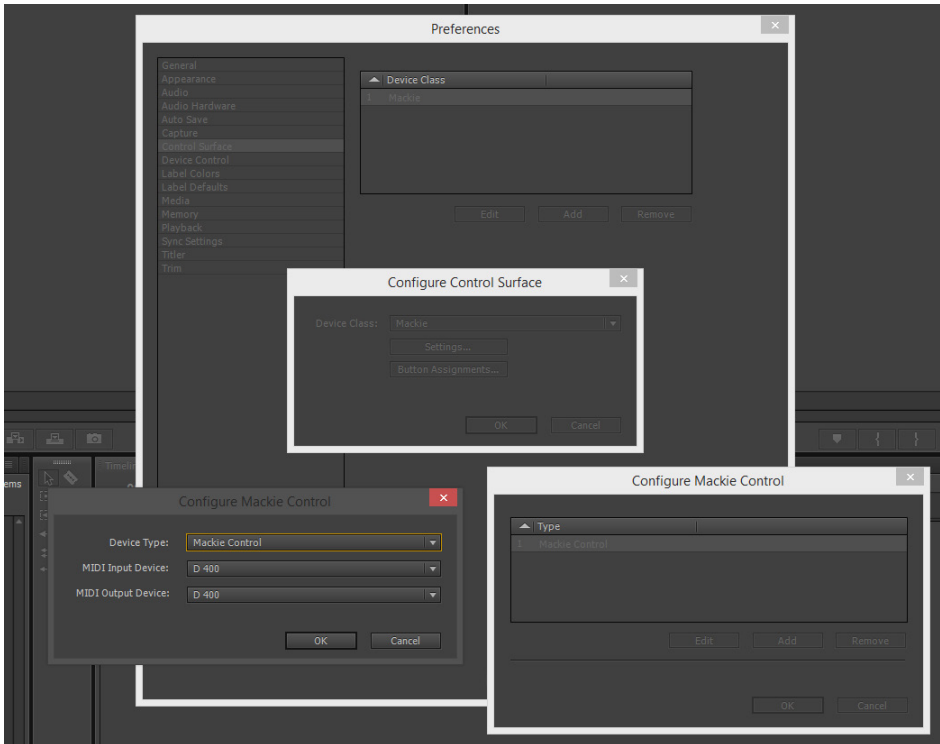 Preferences
General
Appearance
Audio
Audio Hardware
Auto Save
Capture
Control Surface
Device Control
Label Colors
Label Defaults
Media
Memory
Playback
Sync Settings
Titler
Trim
Device Class
1 Mackie
Edit Add Remove
Configure Control Surface
Device Class: Mackie
Settings...
Button Assignments...
OK Cancel
ems
Timelin
Configure Mackie Control
Device Type: Mackie Control
MIDI Input Device: D 400
MIDI Output Device: D 400
OK Cancel
Configure Mackie Control
Type
1 Mackie Control
Edit Add Remove
OK Cancel